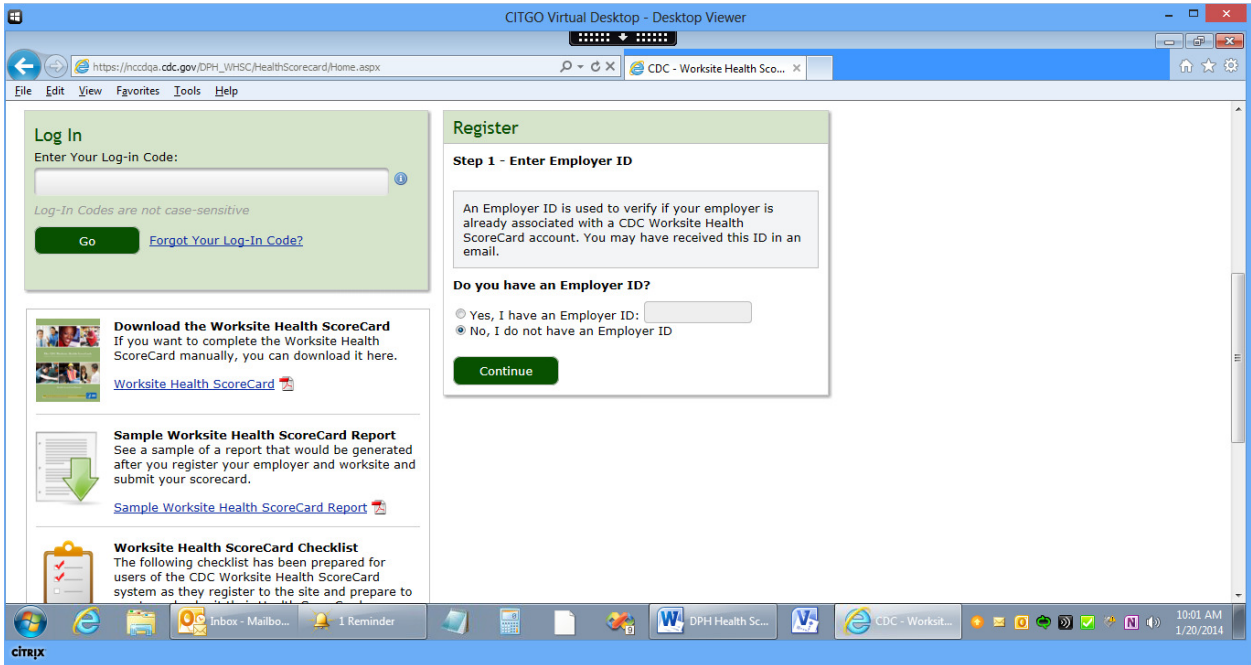 CITGO Virtual Desktop - Desktop Viewer
https://nccdqa.cdc.gov/DPH_WHSC/HealthScorecard/Home.aspx
CDC - Worksite Health Sco...
File Edit View Favorites Tools Help
Log In
Enter Your Log-in Code:
Log-In Codes are not case-sensitive
Go
Forgot Your Log-In Code?
Download the Worksite Health ScoreCard
If you want to complete the Worksite Health
ScoreCard manually, you can download it here.
Worksite Health ScoreCard
Sample Worksite Health ScoreCard Report
See a sample of a report that would be generated
after you register your employer and worksite and
submit your scorecard.
Sample Worksite Health ScoreCard Report
Worksite Health ScoreCard Checklist
The following checklist has been prepared for
users of the CDC Worksite Health ScoreCard
system as they register to the site and prepare to
Register
Step 1 - Enter Employer ID
An Employer ID is used to verify if your employer is
already associated with a CDC Worksite Health
ScoreCard account. You may have received this ID in an
email.
Do you have an Employer ID?
Yes, I have an Employer ID:
No, I do not have an Employer ID
Continue
Inbox - Mailbo...
1 Reminder
9
DPH Health Sc...
CDC - Worksit...
10:01 AM
1/20/2014
CITRIX